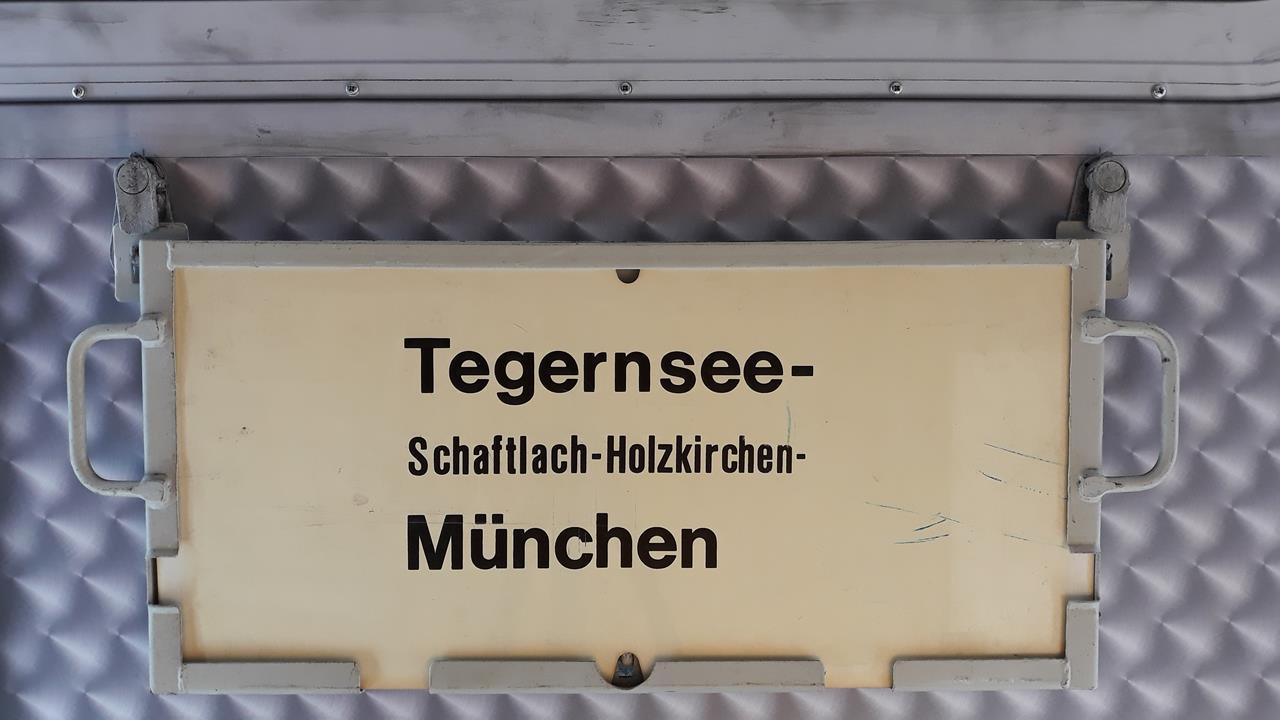 Tegernsee-
Schaftlach-Holzkirchen-
München